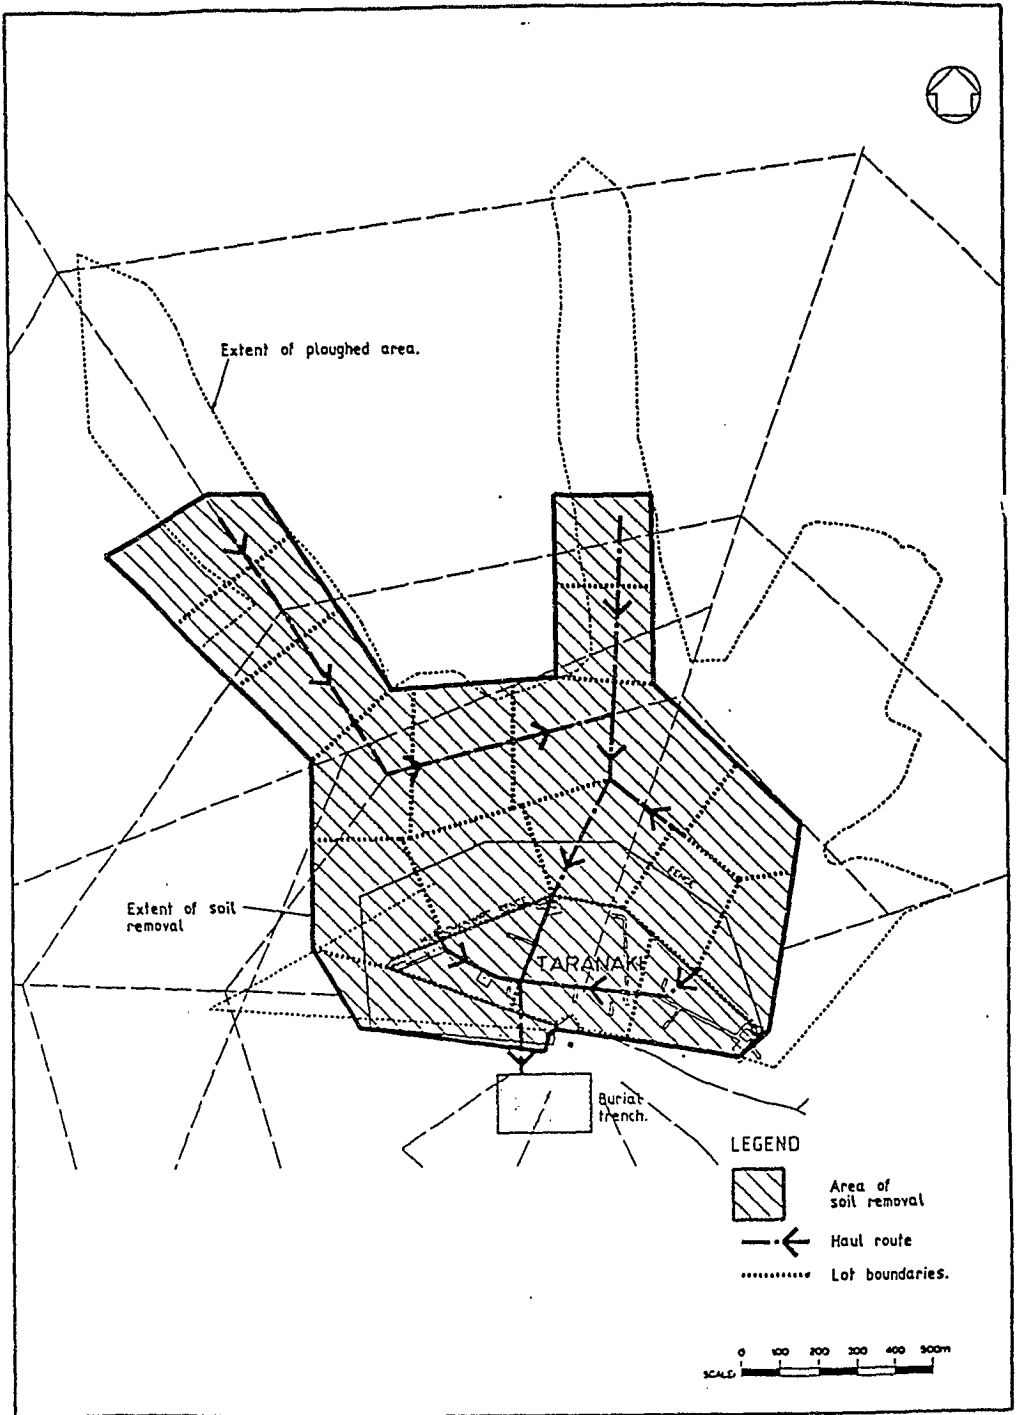 Extent of ploughed area.
Extent of soil
removal
FENCE
TARANAKI
Burial
trench.
LEGEND
Area of
soil removal
Haul route
Lot boundaries.
0 100 200 300 400 500m
SCALE: